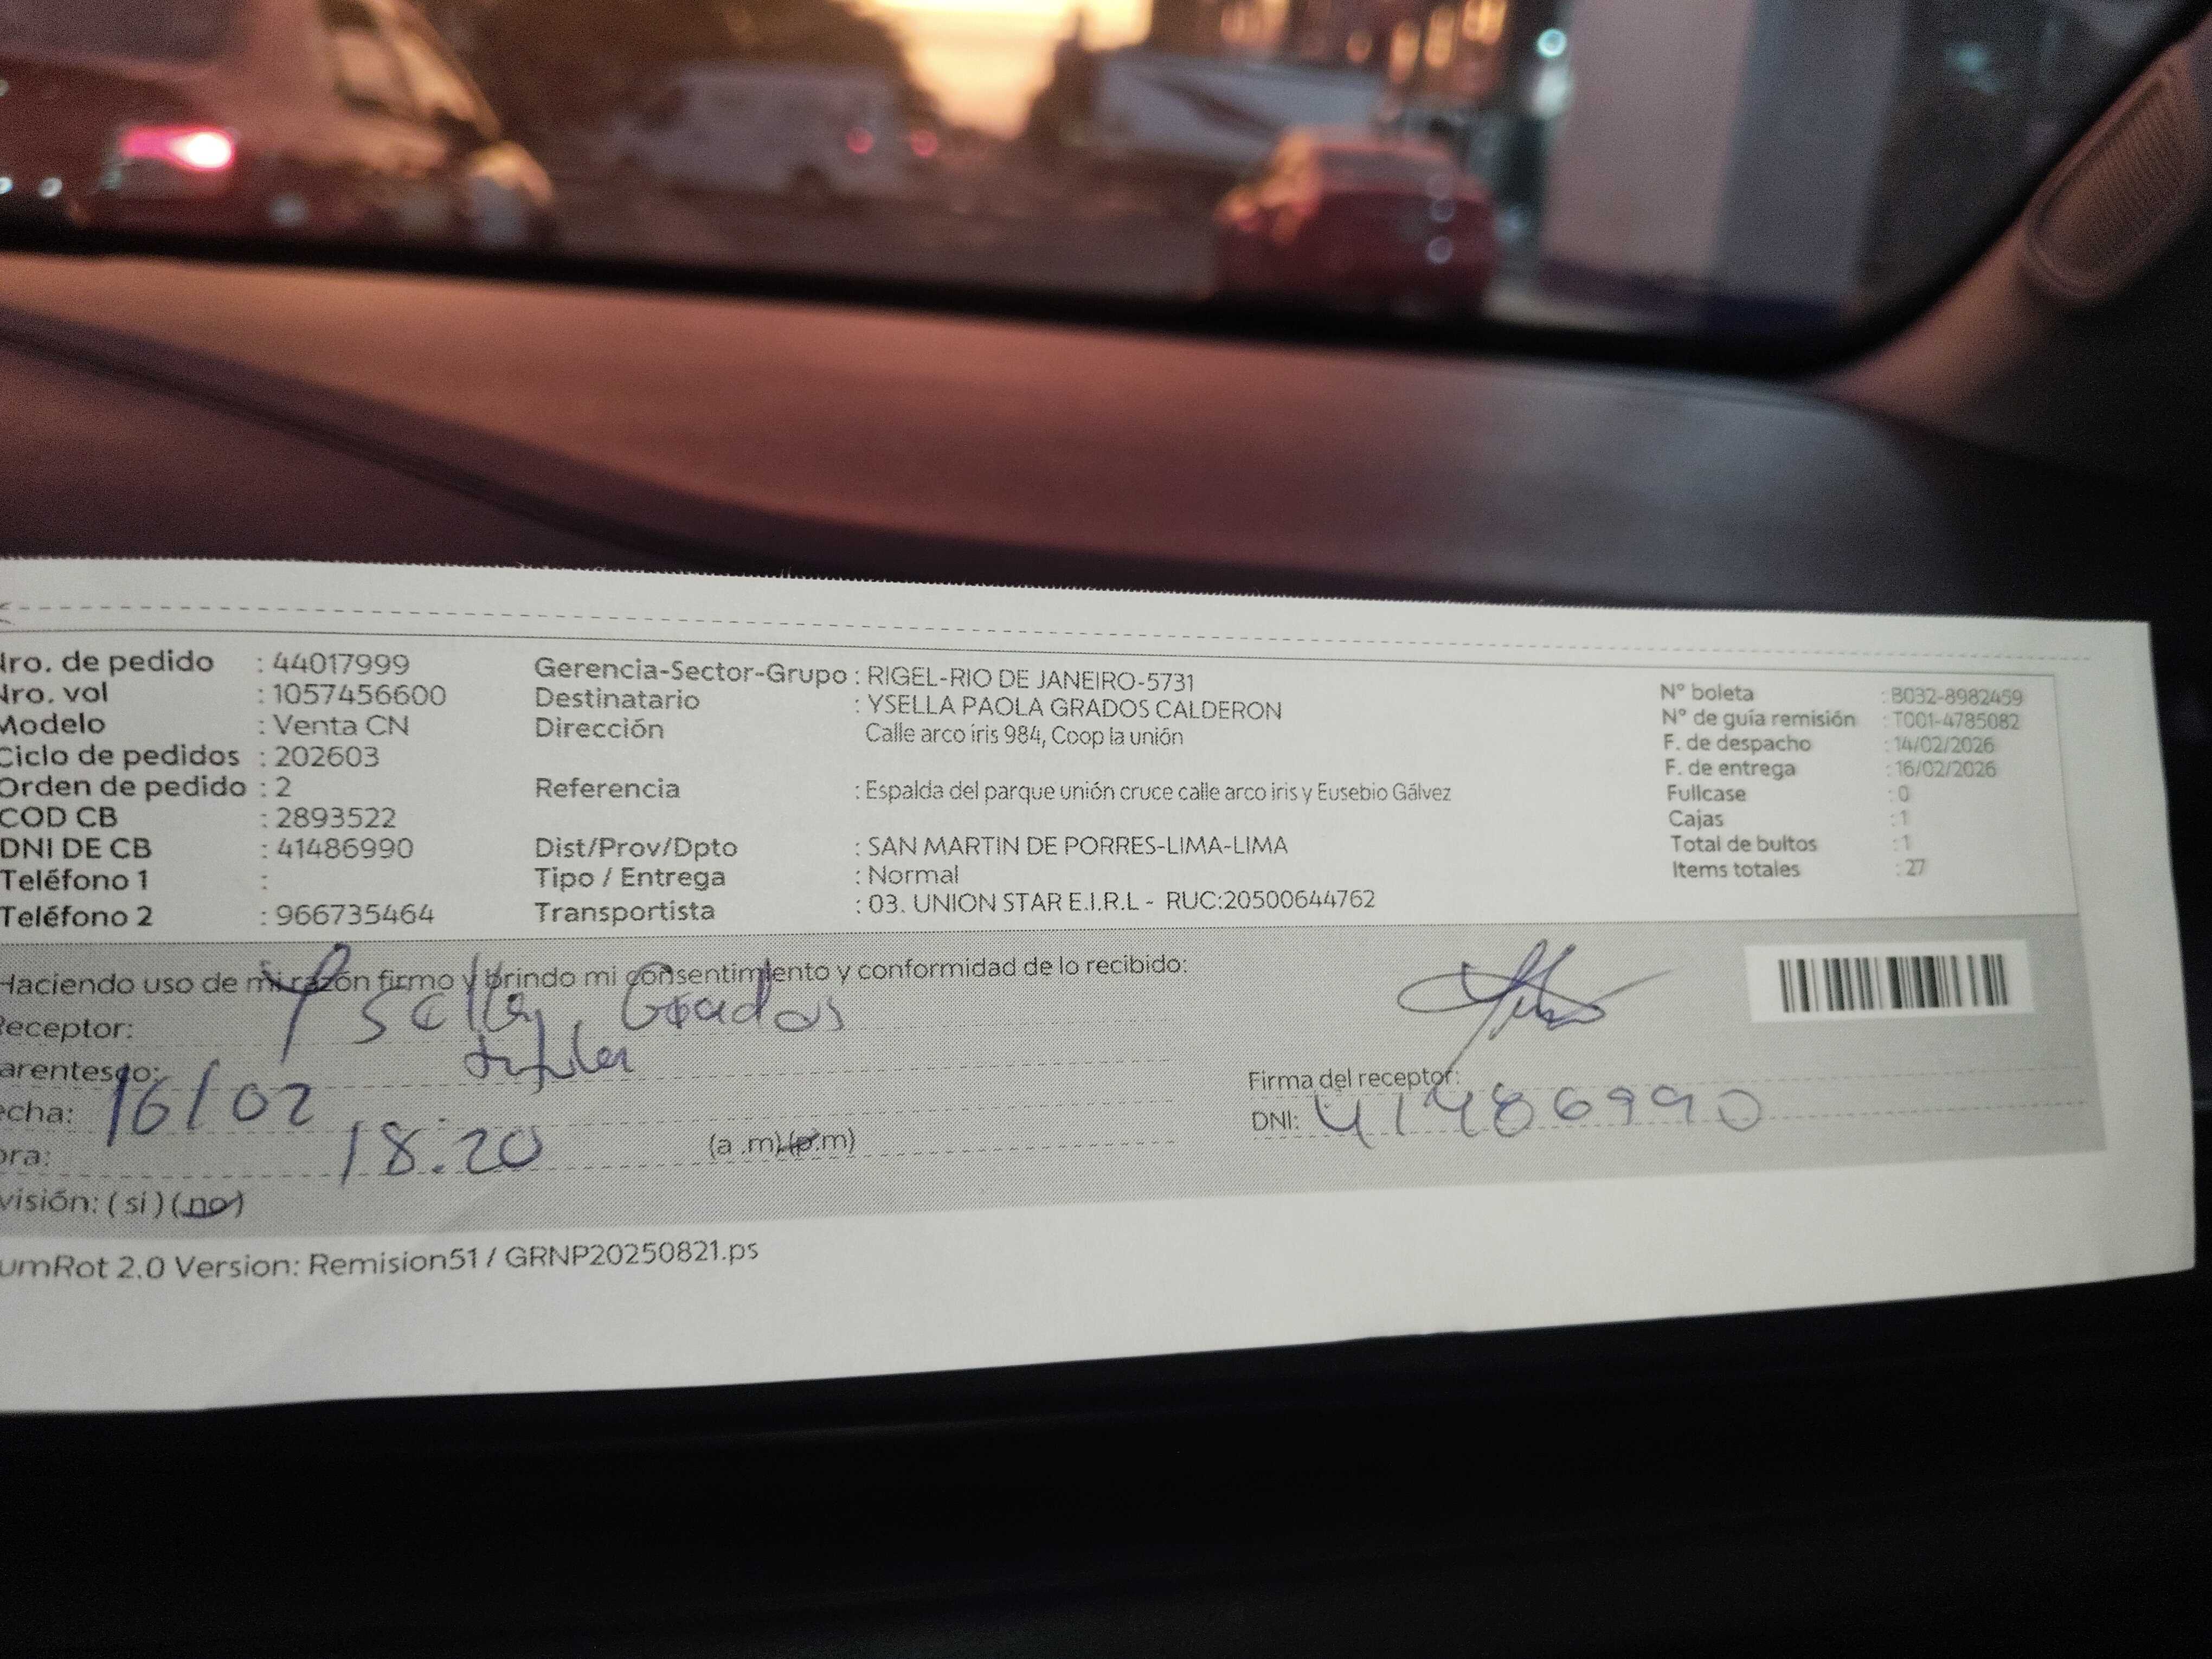 Nro. de pedido : 44017999
Nro. vol : 1057456600
Modelo : Venta CN
Ciclo de pedidos : 202603
Orden de pedido : 2
COD CB : 2893522
DNI DE CB : 41486990
Teléfono 1 :
Teléfono 2 : 966735464
Gerencia-Sector-Grupo : RIGEL-RIO DE JANEIRO-5731
Destinatario : YSELLA PAOLA GRADOS CALDERON
Dirección Calle arco iris 984, Coop la unión
Referencia : Espalda del parque unión cruce calle arco iris y Eusebio Gálvez
Dist/Prov/Dpto : SAN MARTIN DE PORRES-LIMA-LIMA
Tipo / Entrega : Normal
Transportista : 03. UNION STAR E.I.R.L - RUC:20500644762
N° boleta : B032-8982459
N° de guía remisión : T001-4785082
F. de despacho : 14/02/2026
F. de entrega : 16/02/2026
Fullcase : 0
Cajas : 1
Total de bultos : 1
Items totales : 27
Haciendo uso de mi razón firmo y brindo mi consentimiento y conformidad de lo recibido:
Receptor: Ysella Grados
arentesco:
echa: 16/02
ora: 18.20 (a .m)(p.m)
visión: ( si ) ( no )
Firma del receptor:
DNI: 41486990
umRot 2.0 Version: Remision51 / GRNP20250821.ps